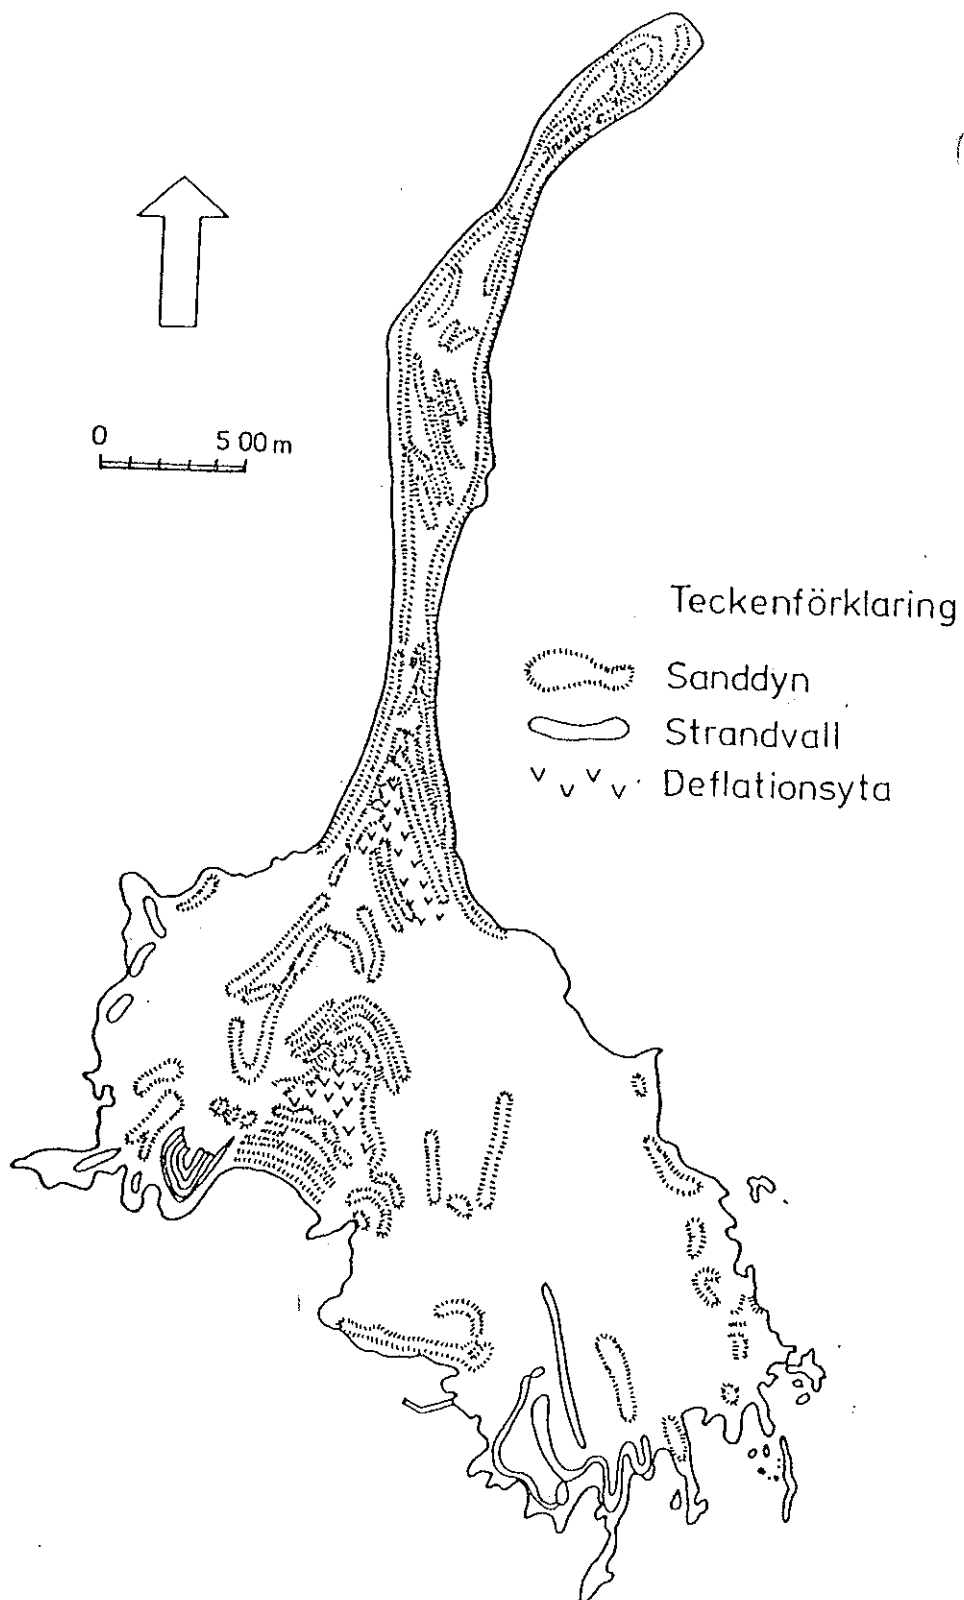 0 500 m
Teckenförklaring
Sanddyn
Strandvall
Deflationsyta